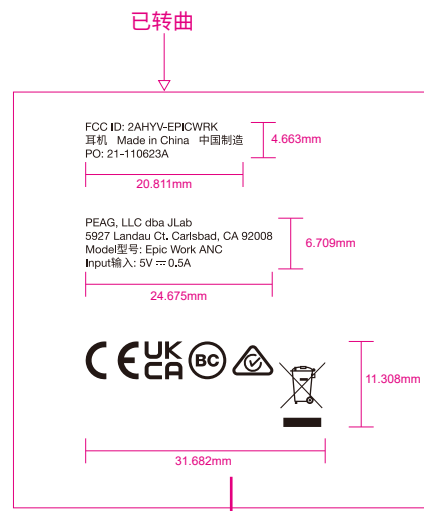 已转曲
FCC ID: 2AHYV-EPICWRK
耳机 Made in China 中国制造
PO: 21-110623A
4.663mm
20.811mm
PEAG, LLC dba JLab
5927 Landau Ct. Carlsbad, CA 92008
Model型号: Epic Work ANC
Input输入: 5V ⎓ 0.5A
6.709mm
24.675mm
CE UK CA BC
11.308mm
31.682mm